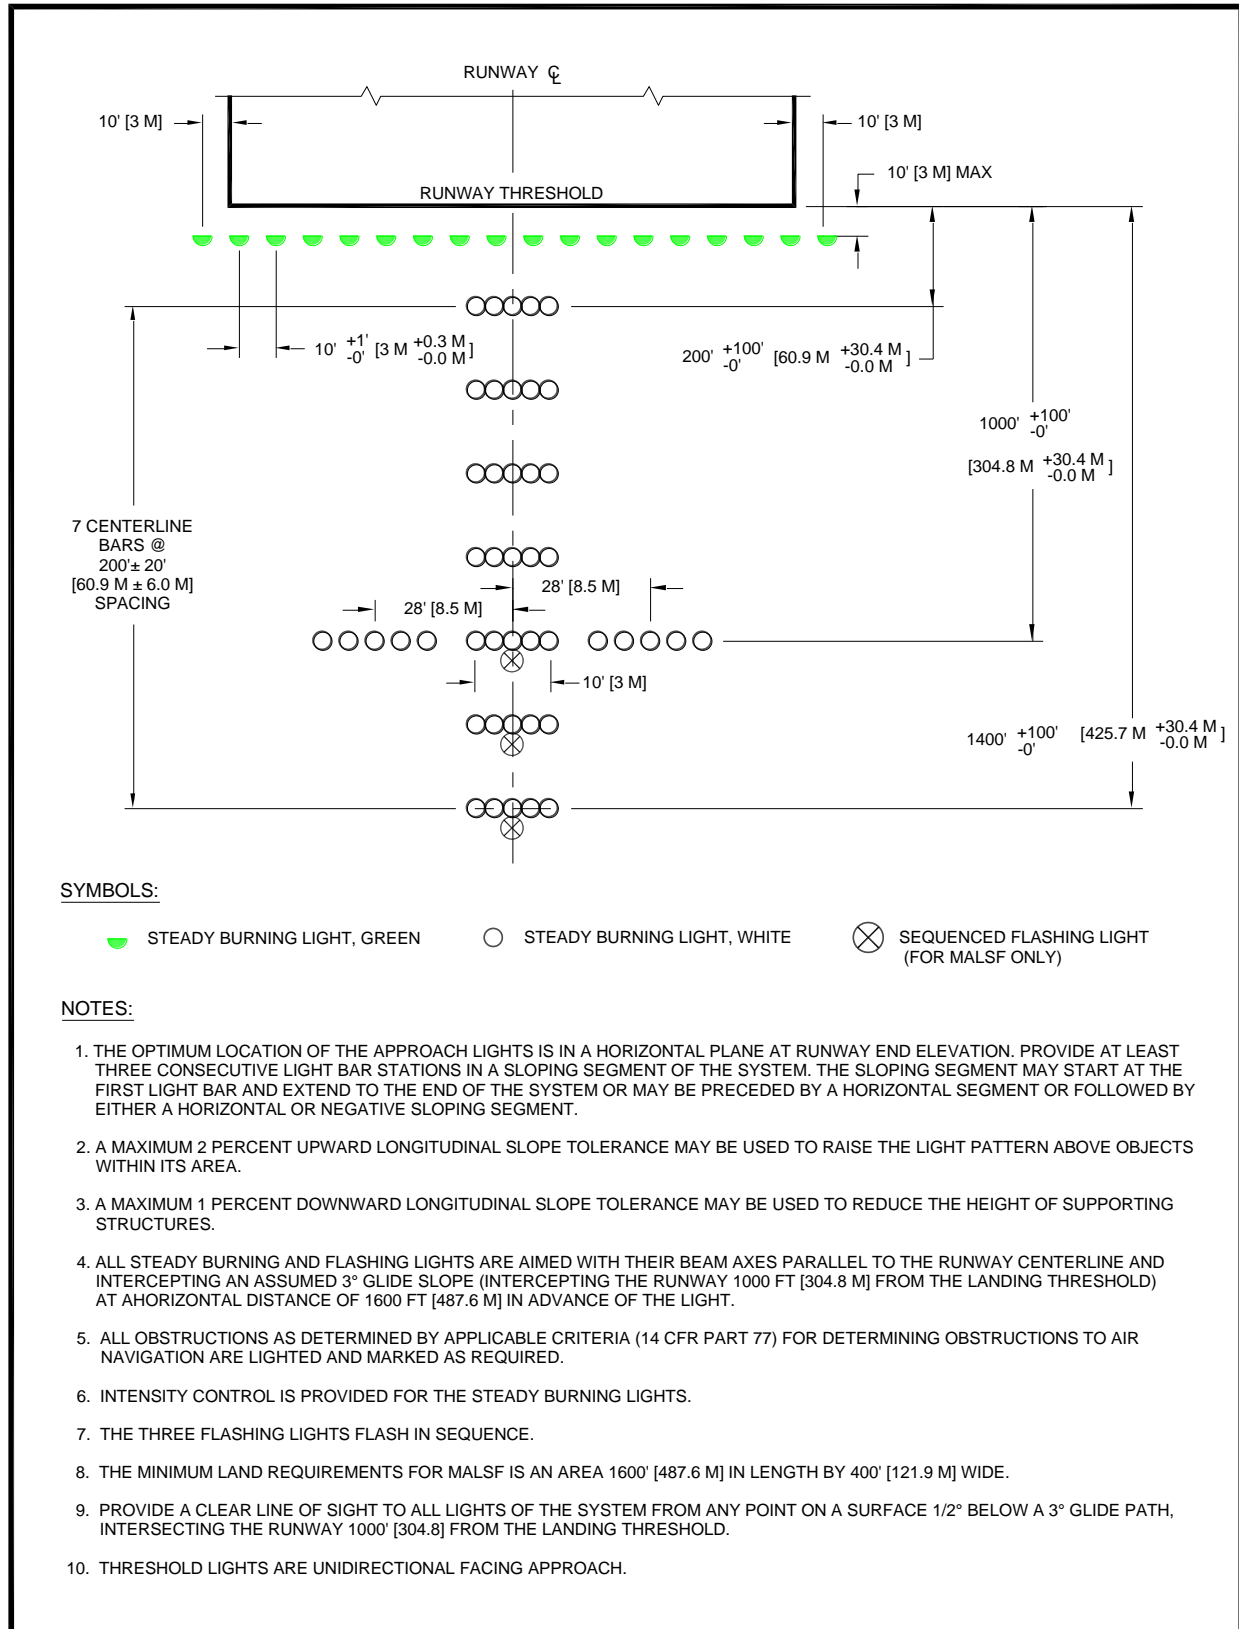 RUNWAY ℄
10' [3 M]
10' [3 M]
10' [3 M] MAX
RUNWAY THRESHOLD
10' +1' -0' [3 M +0.3 M -0.0 M]
200' +100' -0' [60.9 M +30.4 M -0.0 M]
1000' +100' -0'
[304.8 M +30.4 M -0.0 M]
7 CENTERLINE
BARS @
200'± 20'
[60.9 M ± 6.0 M]
SPACING
28' [8.5 M]
28' [8.5 M]
10' [3 M]
1400' +100' -0' [425.7 M +30.4 M -0.0 M]
SYMBOLS:
STEADY BURNING LIGHT, GREEN
STEADY BURNING LIGHT, WHITE
SEQUENCED FLASHING LIGHT
(FOR MALSF ONLY)
NOTES:
1. THE OPTIMUM LOCATION OF THE APPROACH LIGHTS IS IN A HORIZONTAL PLANE AT RUNWAY END ELEVATION. PROVIDE AT LEAST
THREE CONSECUTIVE LIGHT BAR STATIONS IN A SLOPING SEGMENT OF THE SYSTEM. THE SLOPING SEGMENT MAY START AT THE
FIRST LIGHT BAR AND EXTEND TO THE END OF THE SYSTEM OR MAY BE PRECEDED BY A HORIZONTAL SEGMENT OR FOLLOWED BY
EITHER A HORIZONTAL OR NEGATIVE SLOPING SEGMENT.
2. A MAXIMUM 2 PERCENT UPWARD LONGITUDINAL SLOPE TOLERANCE MAY BE USED TO RAISE THE LIGHT PATTERN ABOVE OBJECTS
WITHIN ITS AREA.
3. A MAXIMUM 1 PERCENT DOWNWARD LONGITUDINAL SLOPE TOLERANCE MAY BE USED TO REDUCE THE HEIGHT OF SUPPORTING
STRUCTURES.
4. ALL STEADY BURNING AND FLASHING LIGHTS ARE AIMED WITH THEIR BEAM AXES PARALLEL TO THE RUNWAY CENTERLINE AND
INTERCEPTING AN ASSUMED 3° GLIDE SLOPE (INTERCEPTING THE RUNWAY 1000 FT [304.8 M] FROM THE LANDING THRESHOLD)
AT AHORIZONTAL DISTANCE OF 1600 FT [487.6 M] IN ADVANCE OF THE LIGHT.
5. ALL OBSTRUCTIONS AS DETERMINED BY APPLICABLE CRITERIA (14 CFR PART 77) FOR DETERMINING OBSTRUCTIONS TO AIR
NAVIGATION ARE LIGHTED AND MARKED AS REQUIRED.
6. INTENSITY CONTROL IS PROVIDED FOR THE STEADY BURNING LIGHTS.
7. THE THREE FLASHING LIGHTS FLASH IN SEQUENCE.
8. THE MINIMUM LAND REQUIREMENTS FOR MALSF IS AN AREA 1600' [487.6 M] IN LENGTH BY 400' [121.9 M] WIDE.
9. PROVIDE A CLEAR LINE OF SIGHT TO ALL LIGHTS OF THE SYSTEM FROM ANY POINT ON A SURFACE 1/2° BELOW A 3° GLIDE PATH,
INTERSECTING THE RUNWAY 1000' [304.8] FROM THE LANDING THRESHOLD.
10. THRESHOLD LIGHTS ARE UNIDIRECTIONAL FACING APPROACH.